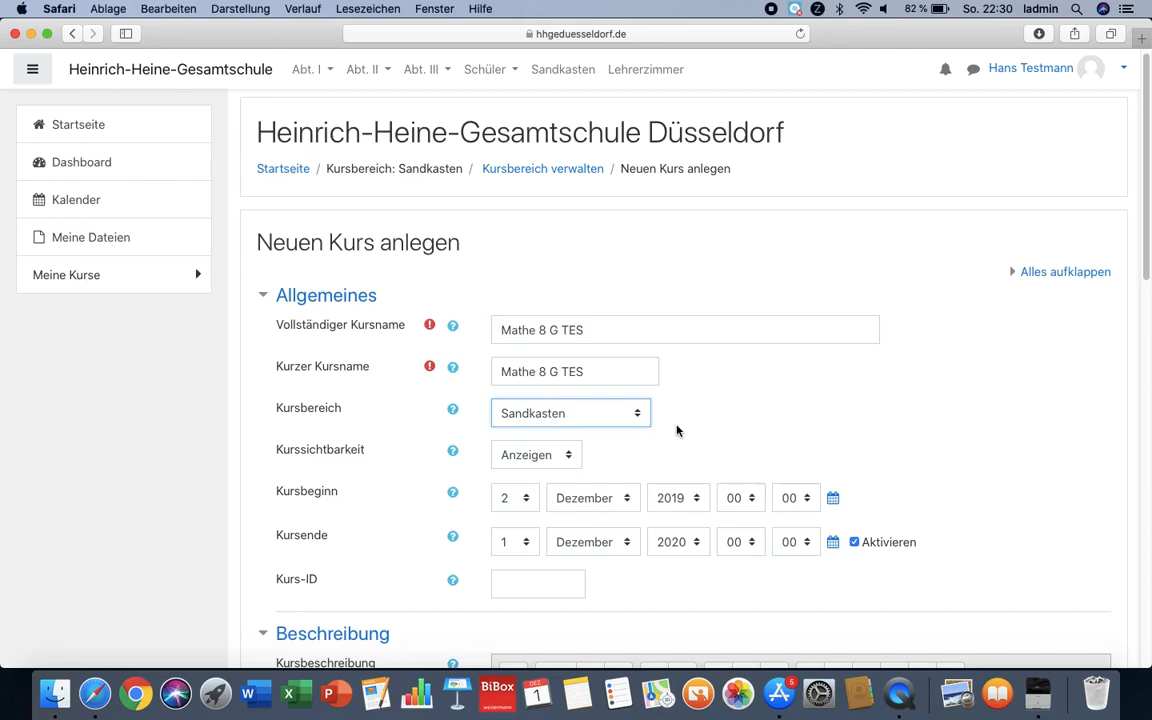 Safari Ablage Bearbeiten Darstellung Verlauf Lesezeichen Fenster Hilfe 82 % So. 22:30 ladmin
hhgeduesseldorf.de
Heinrich-Heine-Gesamtschule Abt. I Abt. II Abt. III Schüler Sandkasten Lehrerzimmer Hans Testmann
Startseite
Dashboard
Kalender
Meine Dateien
Meine Kurse
Heinrich-Heine-Gesamtschule Düsseldorf
Startseite / Kursbereich: Sandkasten / Kursbereich verwalten / Neuen Kurs anlegen
Neuen Kurs anlegen
Alles aufklappen
Allgemeines
Vollständiger Kursname Mathe 8 G TES
Kurzer Kursname Mathe 8 G TES
Kursbereich Sandkasten
Kurssichtbarkeit Anzeigen
Kursbeginn 2 Dezember 2019 00 00
Kursende 1 Dezember 2020 00 00 Aktivieren
Kurs-ID
Beschreibung
Kursbeschreibung
BiBox
westermann
DEZ
1
5